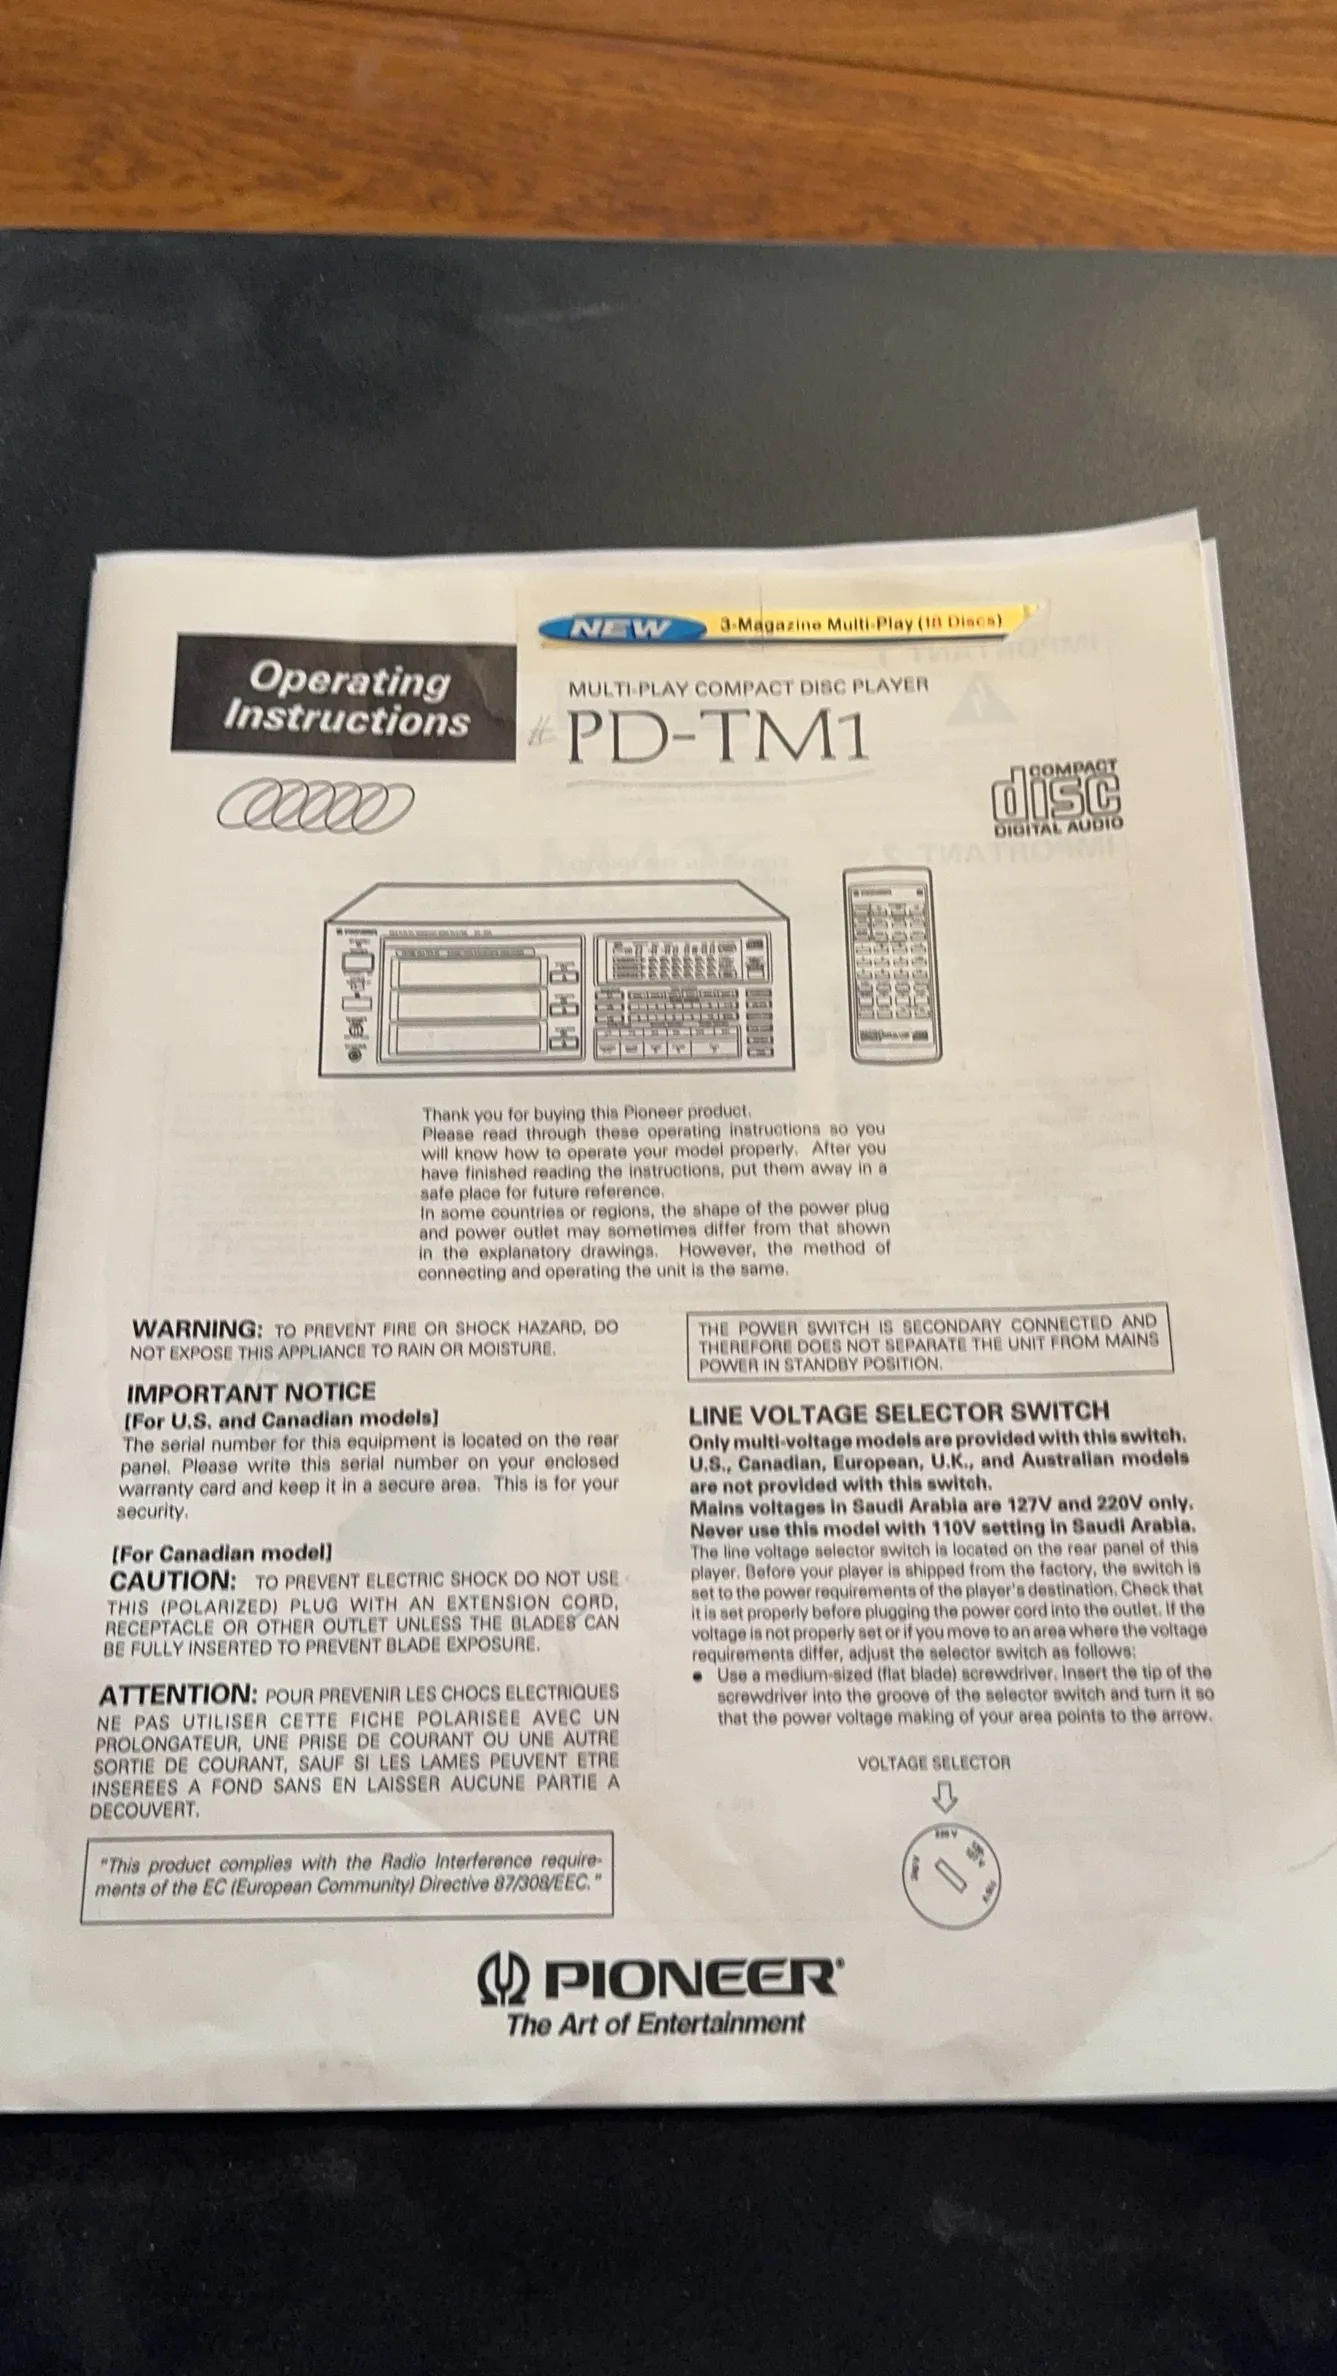 NEW 3-Magazine Multi-Play (18 Discs)
Operating
Instructions
MULTI-PLAY COMPACT DISC PLAYER
# PD-TM1
COMPACT
disc
DIGITAL AUDIO
Thank you for buying this Pioneer product.
Please read through these operating instructions so you
will know how to operate your model properly. After you
have finished reading the instructions, put them away in a
safe place for future reference.
In some countries or regions, the shape of the power plug
and power outlet may sometimes differ from that shown
in the explanatory drawings. However, the method of
connecting and operating the unit is the same.
WARNING: TO PREVENT FIRE OR SHOCK HAZARD, DO
NOT EXPOSE THIS APPLIANCE TO RAIN OR MOISTURE.
IMPORTANT NOTICE
[For U.S. and Canadian models]
The serial number for this equipment is located on the rear
panel. Please write this serial number on your enclosed
warranty card and keep it in a secure area. This is for your
security.
[For Canadian model]
CAUTION: TO PREVENT ELECTRIC SHOCK DO NOT USE
THIS (POLARIZED) PLUG WITH AN EXTENSION CORD,
RECEPTACLE OR OTHER OUTLET UNLESS THE BLADES CAN
BE FULLY INSERTED TO PREVENT BLADE EXPOSURE.
ATTENTION: POUR PREVENIR LES CHOCS ELECTRIQUES
NE PAS UTILISER CETTE FICHE POLARISEE AVEC UN
PROLONGATEUR, UNE PRISE DE COURANT OU UNE AUTRE
SORTIE DE COURANT, SAUF SI LES LAMES PEUVENT ETRE
INSEREES A FOND SANS EN LAISSER AUCUNE PARTIE A
DECOUVERT.
"This product complies with the Radio Interference require-
ments of the EC (European Community) Directive 87/308/EEC."
THE POWER SWITCH IS SECONDARY CONNECTED AND
THEREFORE DOES NOT SEPARATE THE UNIT FROM MAINS
POWER IN STANDBY POSITION.
LINE VOLTAGE SELECTOR SWITCH
Only multi-voltage models are provided with this switch.
U.S., Canadian, European, U.K., and Australian models
are not provided with this switch.
Mains voltages in Saudi Arabia are 127V and 220V only.
Never use this model with 110V setting in Saudi Arabia.
The line voltage selector switch is located on the rear panel of this
player. Before your player is shipped from the factory, the switch is
set to the power requirements of the player's destination. Check that
it is set properly before plugging the power cord into the outlet. If the
voltage is not properly set or if you move to an area where the voltage
requirements differ, adjust the selector switch as follows:
● Use a medium-sized (flat blade) screwdriver. Insert the tip of the
screwdriver into the groove of the selector switch and turn it so
that the power voltage making of your area points to the arrow.
VOLTAGE SELECTOR
PIONEER®
The Art of Entertainment